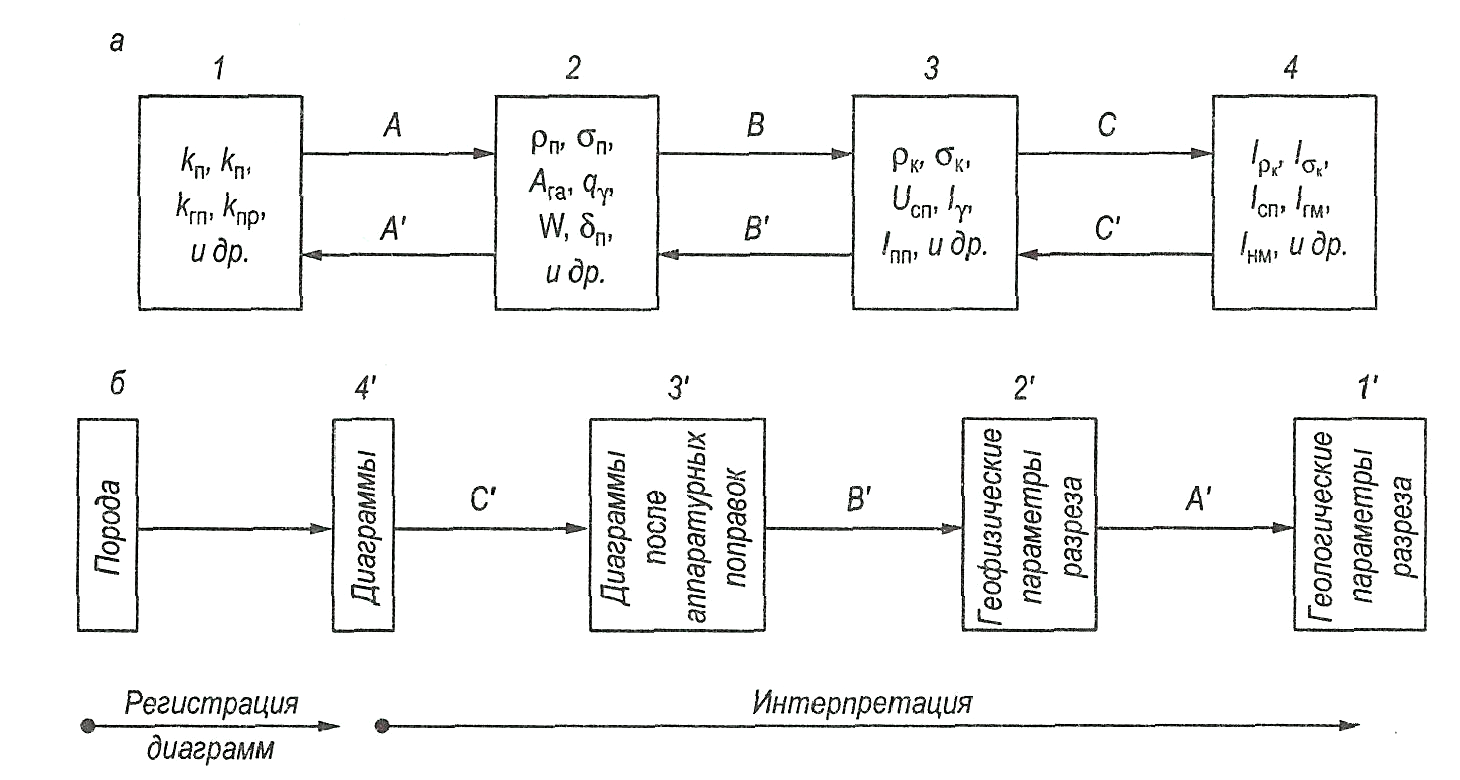 а
1 2 3 4
kп, kп,
kгп, kпр,
и др.
A
A'
ρп, σп,
Aга, qγ,
W, δп,
и др.
B
B'
ρк, σк,
Uсп, Iγ,
Iпп, и др.
C
C'
Iρк, Iσк,
Iсп, Iгм,
Iнм, и др.
б
4' 3' 2' 1'
Порода
Диаграммы
C'
Диаграммы
после
аппаратурных
поправок
B'
Геофизические
параметры
разреза
A'
Геологические
параметры
разреза
Регистрация
диаграмм
Интерпретация